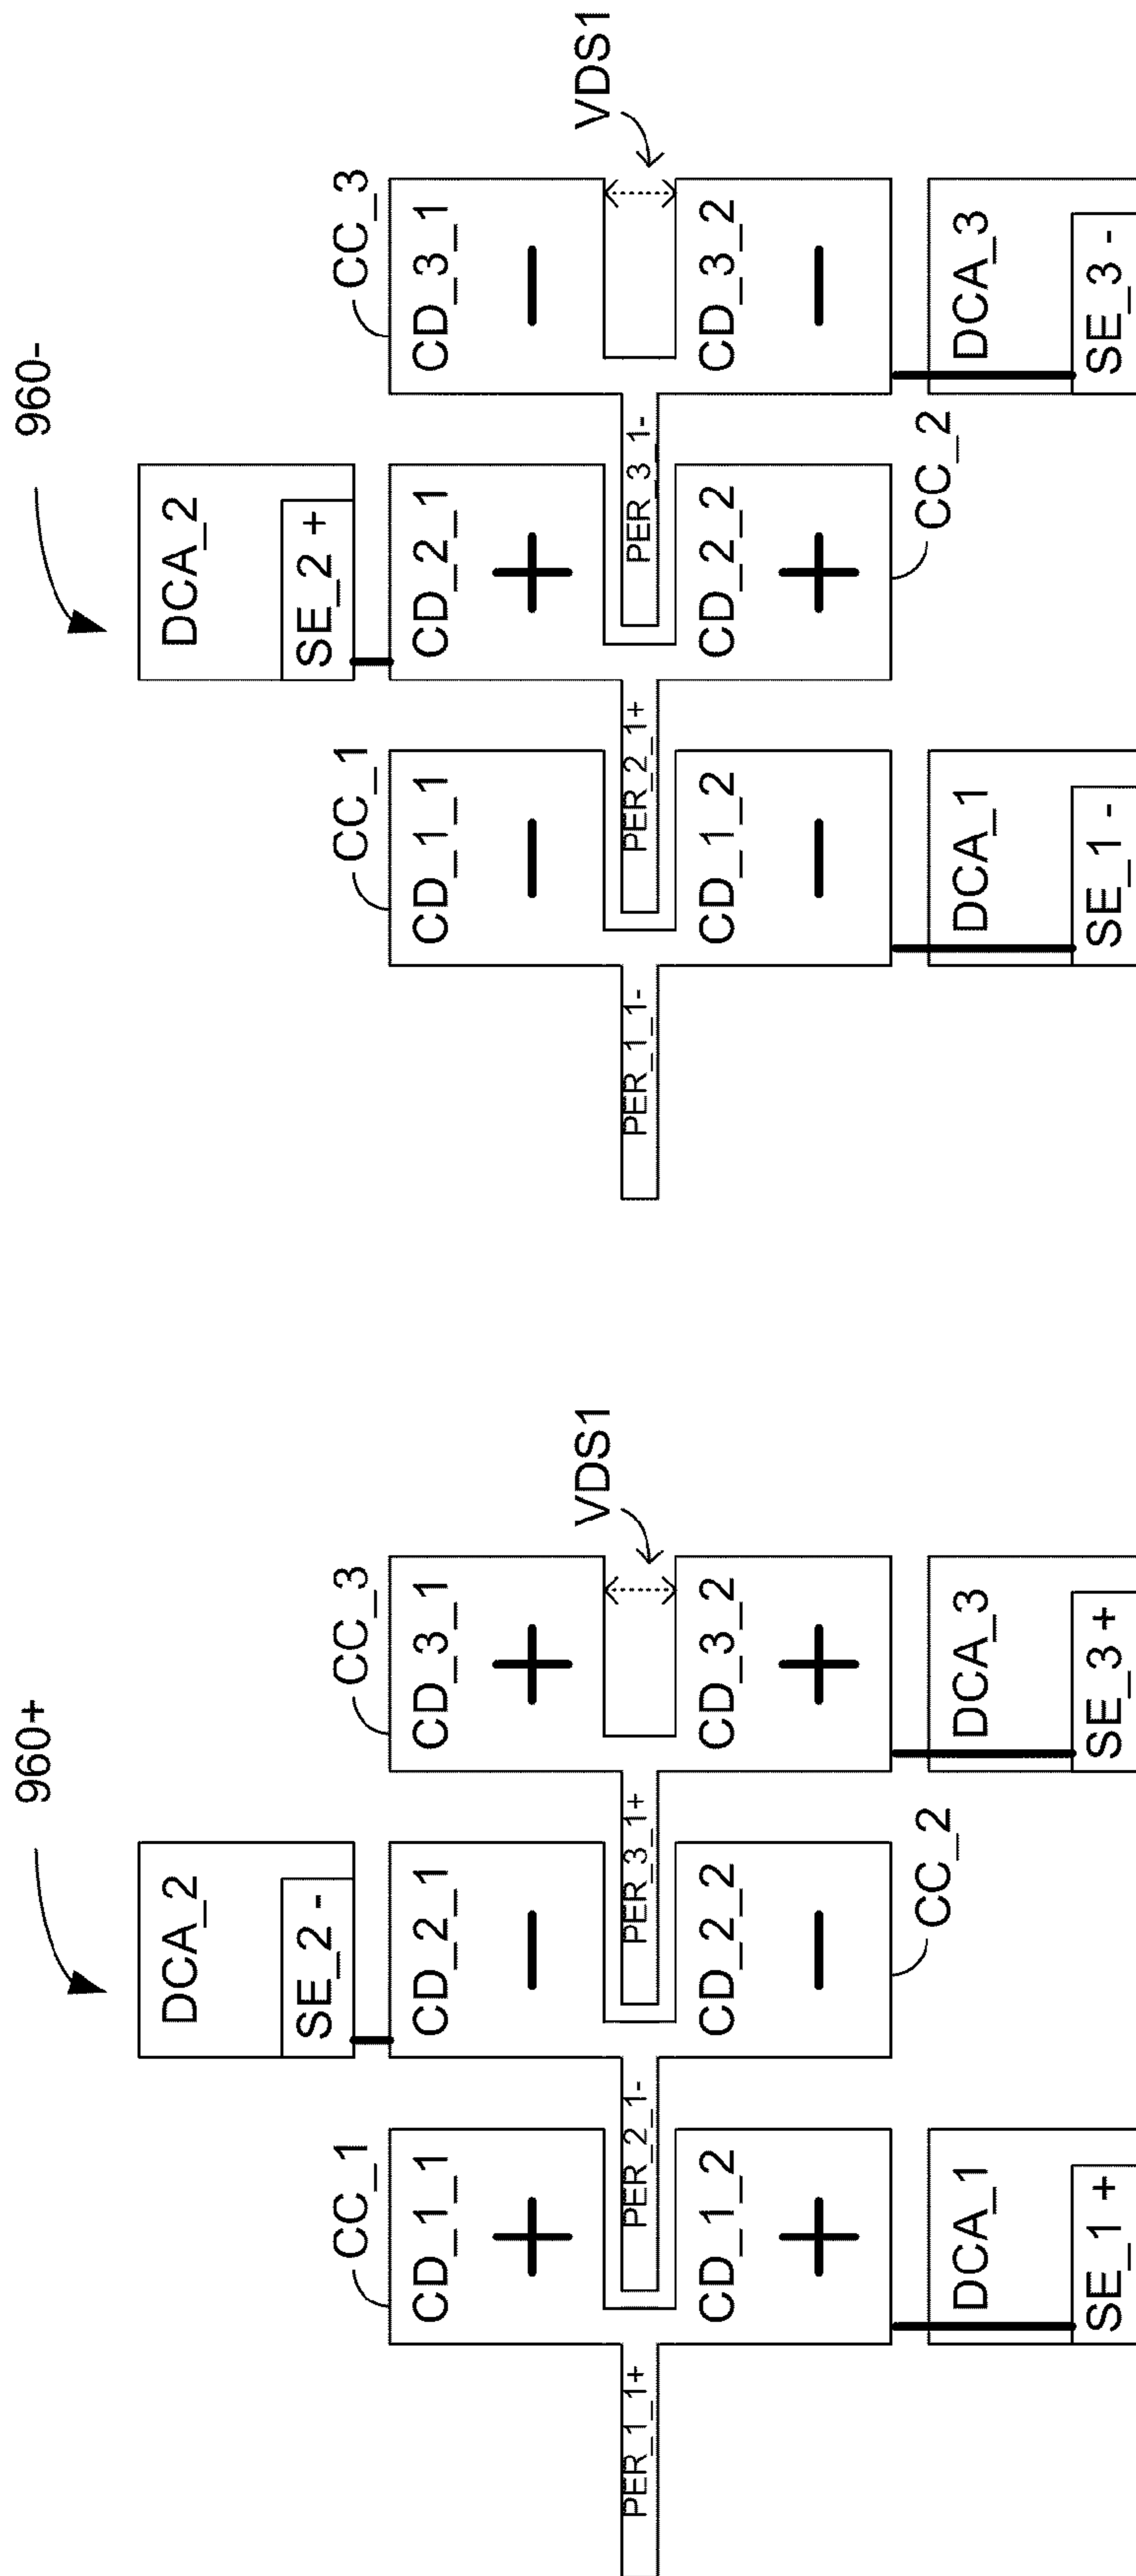 960+
DCA_2
SE_2 -
CC_1
CC_3
CD_1_1
CD_2_1
CD_3_1
VDS1
PER_1_1+
PER_2_1-
PER_3_1+
CD_1_2
CD_2_2
CD_3_2
CC_2
DCA_1
DCA_3
SE_1 +
SE_3 +
960-
DCA_2
SE_2 +
CC_1
CC_3
CD_1_1
CD_2_1
CD_3_1
VDS1
PER_1_1-
PER_2_1+
PER_3_1-
CD_1_2
CD_2_2
CD_3_2
CC_2
DCA_1
DCA_3
SE_1 -
SE_3 -